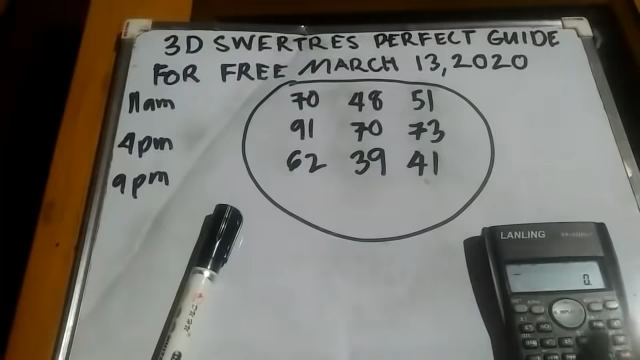 3D SWERTRES PERFECT GUIDE
FOR FREE MARCH 13, 2020
11am 70 48 51
4pm 91 70 73
9pm 62 39 41
LANLING
0.